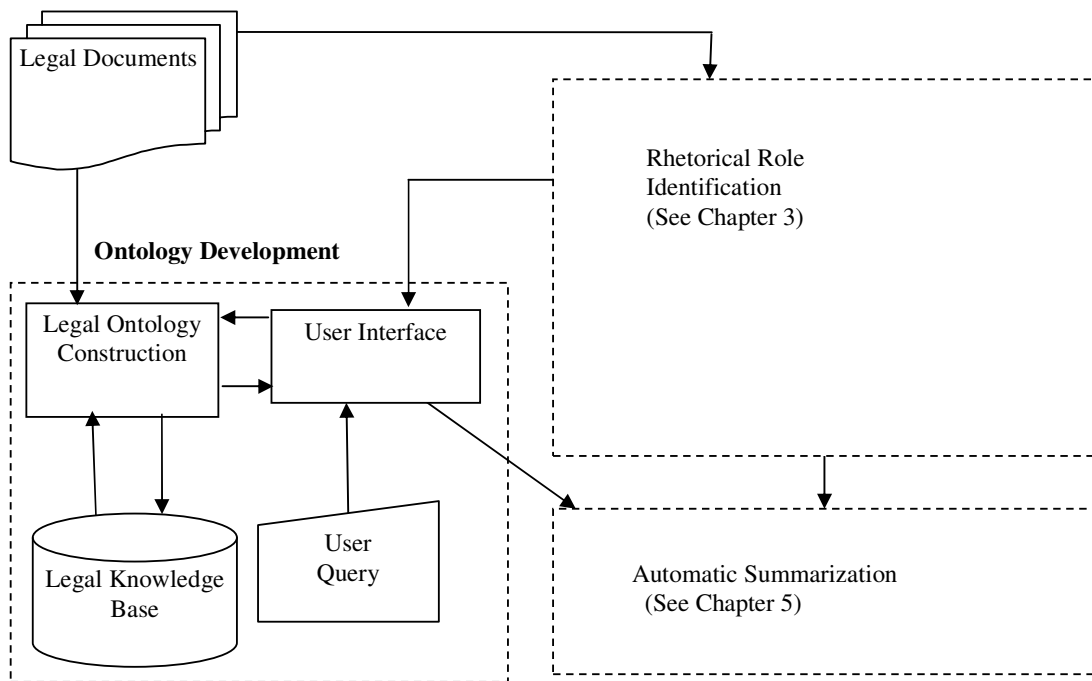 Legal Documents
Rhetorical Role
Identification
(See Chapter 3)
Ontology Development
Legal Ontology
Construction
User Interface
Legal Knowledge
Base
User
Query
Automatic Summarization
(See Chapter 5)